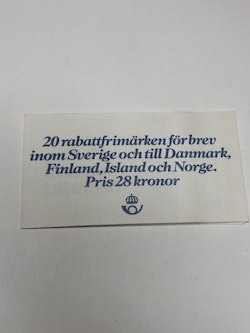 20 rabattfrimärken för brev
inom Sverige och till Danmark,
Finland, Island och Norge.
Pris 28 kronor